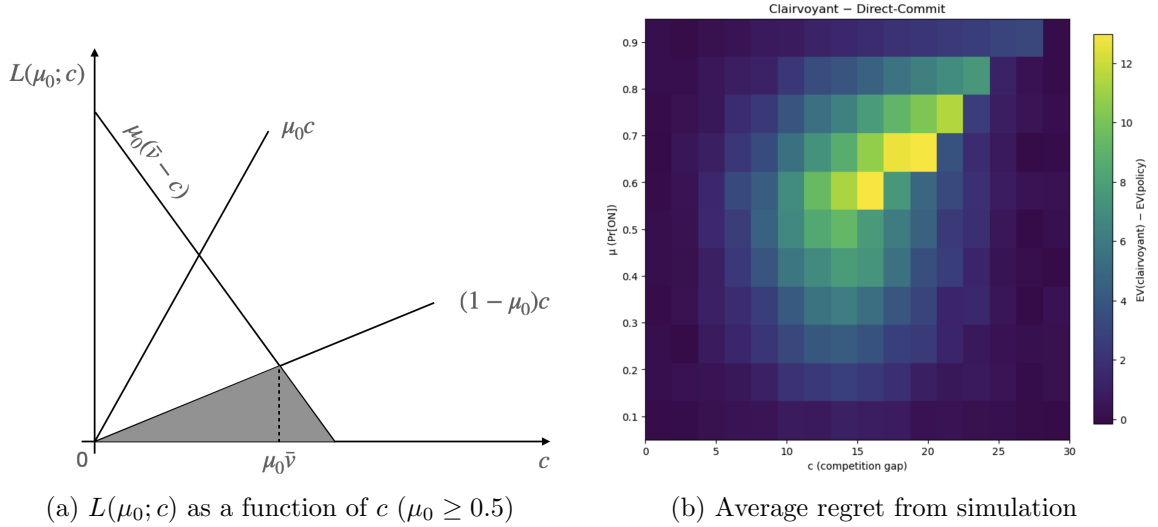 L(μ₀; c)
μ₀(ν̄ − c)
μ₀c
(1 − μ₀)c
0
μ₀ν̄
c
(a) L(μ₀; c) as a function of c (μ₀ ≥ 0.5)
Clairvoyant − Direct-Commit
μ (Pr[ON])
0.9
0.8
0.7
0.6
0.5
0.4
0.3
0.2
0.1
0 5 10 15 20 25 30
c (competition gap)
12
10
8
6
4
2
0
EV(clairvoyant) − EV(policy)
(b) Average regret from simulation